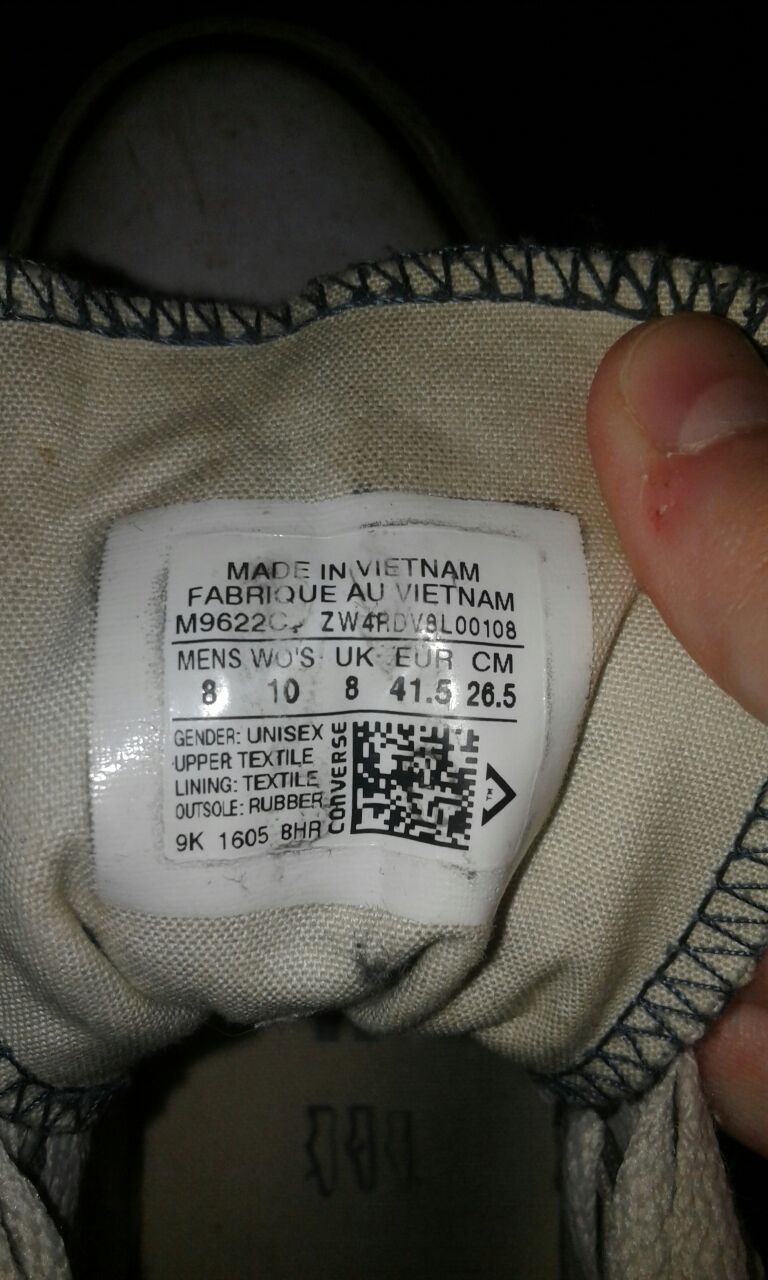 MADE IN VIETNAM
FABRIQUE AU VIETNAM
M9622C ZW4RDV8L00108
MENS WO'S UK EUR CM
8 10 8 41.5 26.5
GENDER: UNISEX
UPPER TEXTILE
LINING: TEXTILE
OUTSOLE: RUBBER
9K 1605 8HR
CONVERSE
TM